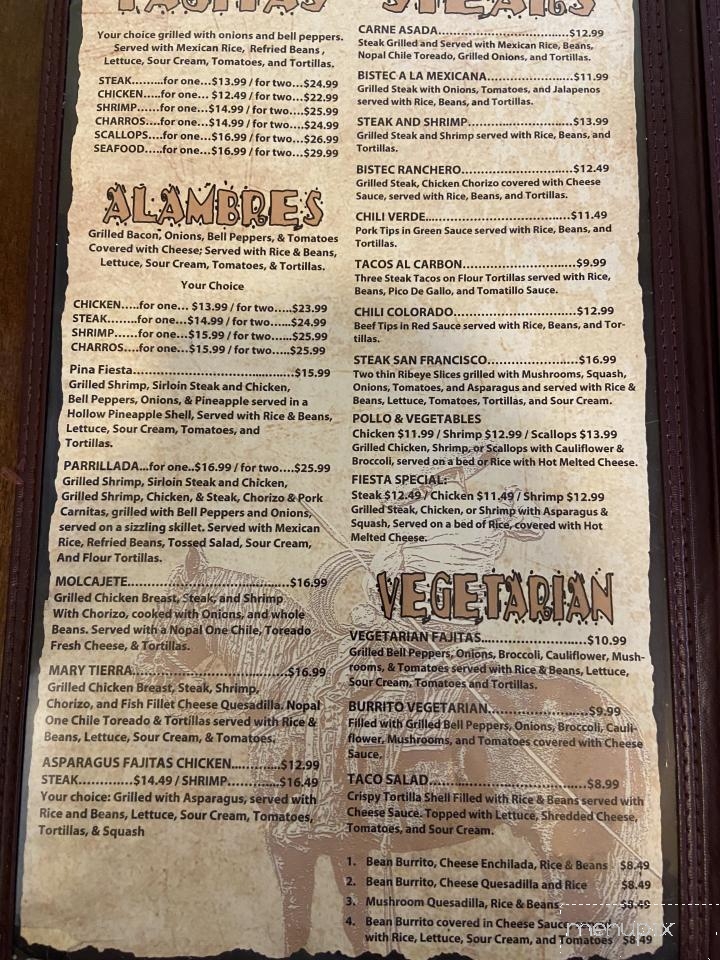 FAJITAS
Your choice grilled with onions and bell peppers.
Served with Mexican Rice, Refried Beans,
Lettuce, Sour Cream, Tomatoes, and Tortillas.
STEAK........for one...$13.99 / for two...$24.99
CHICKEN.....for one... $12.49 / for two...$22.99
SHRIMP......for one...$14.99 / for two...$25.99
CHARROS....for one...$14.99 / for two....$24.99
SCALLOPS....for one...$16.99 / for two...$26.99
SEAFOOD.....for one...$16.99 / for two...$29.99
ALAMBRES
Grilled Bacon, Onions, Bell Peppers, & Tomatoes
Covered with Cheese; Served with Rice & Beans,
Lettuce, Sour Cream, Tomatoes, & Tortillas.
Your Choice
CHICKEN.....for one... $13.99 / for two.....$23.99
STEAK........for one...$14.99 / for two......$24.99
SHRIMP......for one...$15.99 / for two......$25.99
CHARROS....for one...$15.99 / for two.....$25.99
Pina Fiesta................................................$15.99
Grilled Shrimp, Sirloin Steak and Chicken,
Bell Peppers, Onions, & Pineapple served in a
Hollow Pineapple Shell, Served with Rice & Beans,
Lettuce, Sour Cream, Tomatoes, and
Tortillas.
PARRILLADA...for one..$16.99 / for two....$25.99
Grilled Shrimp, Sirloin Steak and Chicken,
Grilled Shrimp, Chicken, & Steak, Chorizo & Pork
Carnitas, grilled with Bell Peppers and Onions,
served on a sizzling skillet. Served with Mexican
Rice, Refried Beans, Tossed Salad, Sour Cream,
And Flour Tortillas.
MOLCAJETE........................................$16.99
Grilled Chicken Breast, Steak, and Shrimp
With Chorizo, cooked with Onions, and whole
Beans. Served with a Nopal One Chile, Toreado
Fresh Cheese, & Tortillas.
MARY TIERRA......................................$16.99
Grilled Chicken Breast, Steak, Shrimp,
Chorizo, and Fish Fillet Cheese Quesadilla, Nopal
One Chile Toreado & Tortillas served with Rice &
Beans, Lettuce, Sour Cream, & Tomatoes.
ASPARAGUS FAJITAS CHICKEN.............$12.99
STEAK............$14.49 / SHRIMP..............$16.49
Your choice: Grilled with Asparagus, served with
Rice and Beans, Lettuce, Sour Cream, Tomatoes,
Tortillas, & Squash
STEAKS
CARNE ASADA......................................$12.99
Steak Grilled and Served with Mexican Rice, Beans,
Nopal Chile Toreado, Grilled Onions, and Tortillas.
BISTEC A LA MEXICANA........................$11.99
Grilled Steak with Onions, Tomatoes, and Jalapenos
served with Rice, Beans, and Tortillas.
STEAK AND SHRIMP.............................$13.99
Grilled Steak and Shrimp served with Rice, Beans, and
Tortillas.
BISTEC RANCHERO...............................$12.49
Grilled Steak, Chicken Chorizo covered with Cheese
Sauce, served with Rice, Beans, and Tortillas.
CHILI VERDE........................................$11.49
Pork Tips in Green Sauce served with Rice, Beans, and
Tortillas.
TACOS AL CARBON...............................$9.99
Three Steak Tacos on Flour Tortillas served with Rice,
Beans, Pico De Gallo, and Tomatillo Sauce.
CHILI COLORADO.................................$12.99
Beef Tips in Red Sauce served with Rice, Beans, and Tor-
tillas.
STEAK SAN FRANCISCO.........................$16.99
Two thin Ribeye Slices grilled with Mushrooms, Squash,
Onions, Tomatoes, and Asparagus and served with Rice &
Beans, Lettuce, Tomatoes, Tortillas, and Sour Cream.
POLLO & VEGETABLES
Chicken $11.99 / Shrimp $12.99 / Scallops $13.99
Grilled Chicken, Shrimp, or Scallops with Cauliflower &
Broccoli, served on a bed or Rice with Hot Melted Cheese.
FIESTA SPECIAL:
Steak $12.49 / Chicken $11.49 / Shrimp $12.99
Grilled Steak, Chicken, or Shrimp with Asparagus &
Squash, Served on a bed of Rice, covered with Hot
Melted Cheese.
VEGETARIAN
VEGETARIAN FAJITAS...........................$10.99
Grilled Bell Peppers, Onions, Broccoli, Cauliflower, Mush-
rooms, & Tomatoes served with Rice & Beans, Lettuce,
Sour Cream, Tomatoes and Tortillas.
BURRITO VEGETARIAN.........................$9.99
Filled with Grilled Bell Peppers, Onions, Broccoli, Cauli-
flower, Mushrooms, and Tomatoes covered with Cheese
Sauce.
TACO SALAD.......................................$8.99
Crispy Tortilla Shell Filled with Rice & Beans served with
Cheese Sauce. Topped with Lettuce, Shredded Cheese,
Tomatoes, and Sour Cream.
1. Bean Burrito, Cheese Enchilada, Rice & Beans $8.49
2. Bean Burrito, Cheese Quesadilla and Rice $8.49
3. Mushroom Quesadilla, Rice & Beans $8.49
4. Bean Burrito covered in Cheese Sauce
with Rice, Lettuce, Sour Cream, and Tomatoes $8.49
menupix